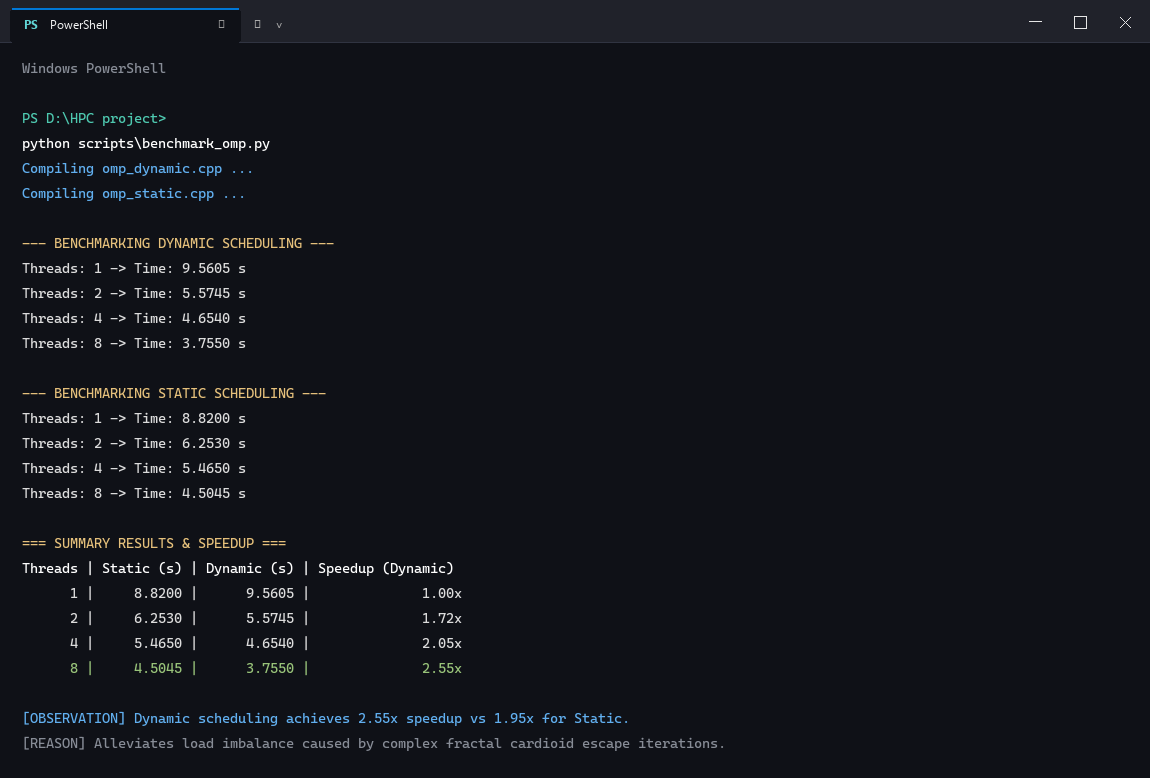 PS PowerShell
Windows PowerShell
PS D:\HPC project>
python scripts\benchmark_omp.py
Compiling omp_dynamic.cpp ...
Compiling omp_static.cpp ...
--- BENCHMARKING DYNAMIC SCHEDULING ---
Threads: 1 -> Time: 9.5605 s
Threads: 2 -> Time: 5.5745 s
Threads: 4 -> Time: 4.6540 s
Threads: 8 -> Time: 3.7550 s
--- BENCHMARKING STATIC SCHEDULING ---
Threads: 1 -> Time: 8.8200 s
Threads: 2 -> Time: 6.2530 s
Threads: 4 -> Time: 5.4650 s
Threads: 8 -> Time: 4.5045 s
=== SUMMARY RESULTS & SPEEDUP ===
Threads | Static (s) | Dynamic (s) | Speedup (Dynamic)
1 | 8.8200 | 9.5605 | 1.00x
2 | 6.2530 | 5.5745 | 1.72x
4 | 5.4650 | 4.6540 | 2.05x
8 | 4.5045 | 3.7550 | 2.55x
[OBSERVATION] Dynamic scheduling achieves 2.55x speedup vs 1.95x for Static.
[REASON] Alleviates load imbalance caused by complex fractal cardioid escape iterations.